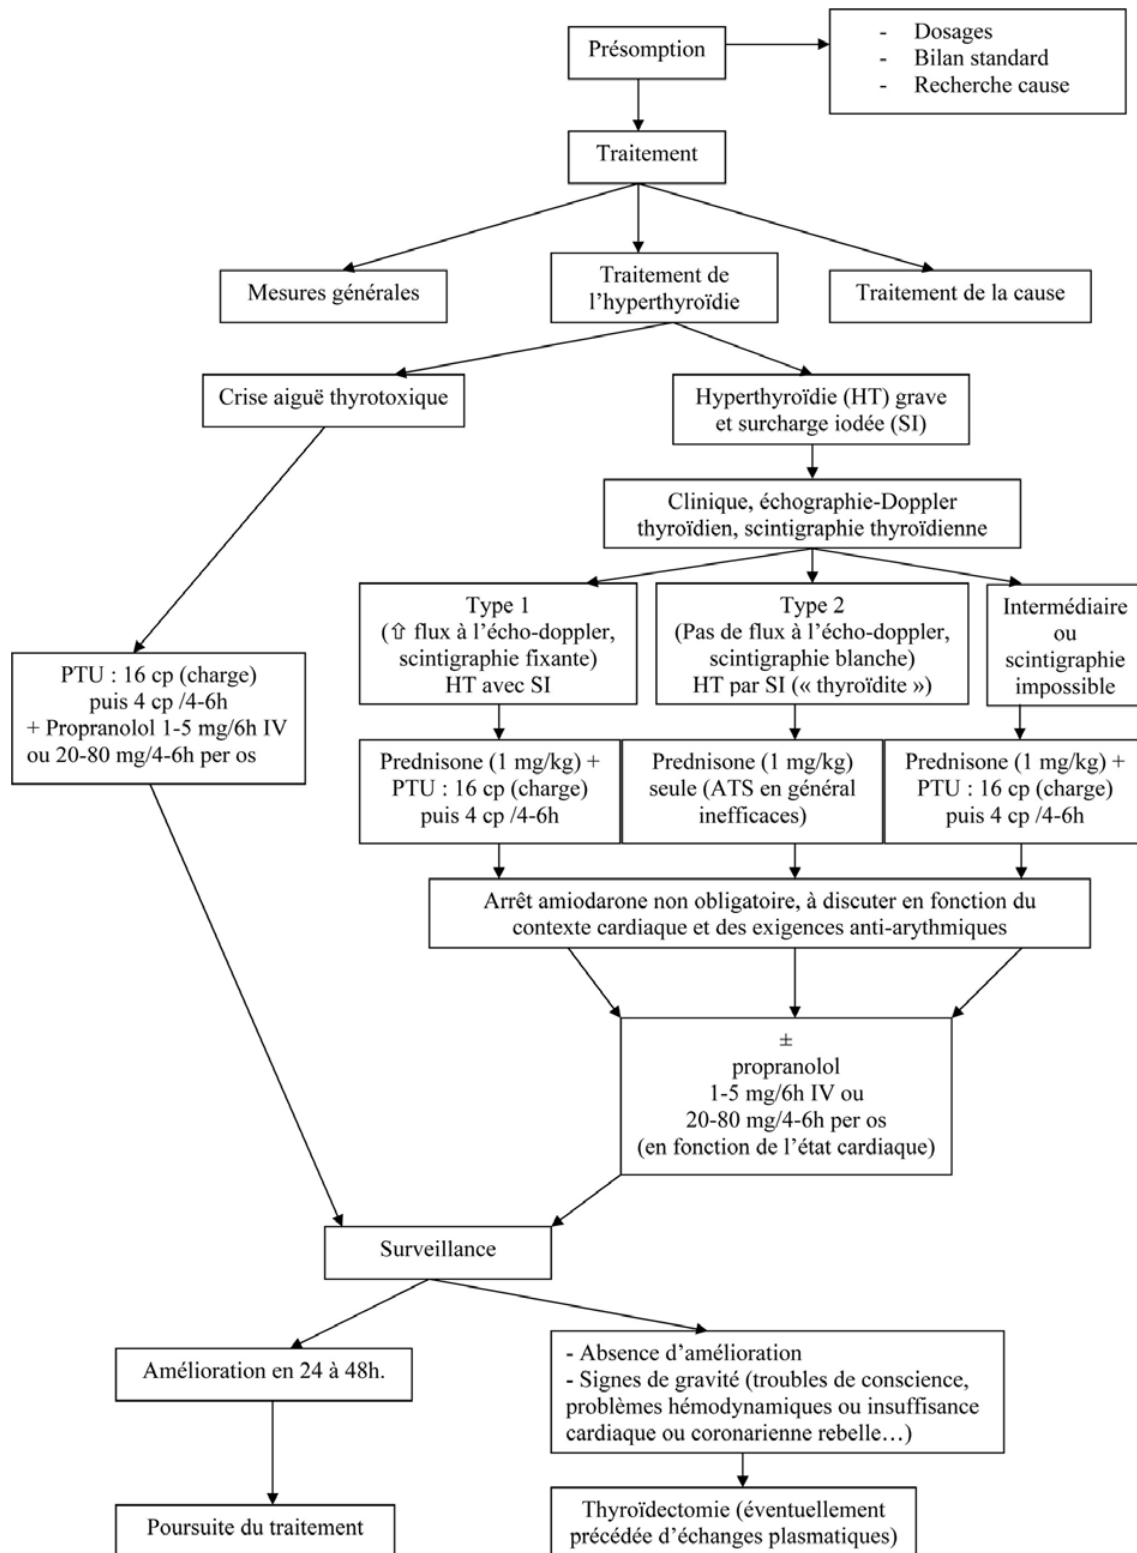 Présomption
- Dosages
- Bilan standard
- Recherche cause
Traitement
Mesures générales
Traitement de
l'hyperthyroïdie
Traitement de la cause
Crise aiguë thyrotoxique
Hyperthyroïdie (HT) grave
et surcharge iodée (SI)
Clinique, échographie-Doppler
thyroïdien, scintigraphie thyroïdienne
Type 1
(⇧ flux à l'écho-doppler,
scintigraphie fixante)
HT avec SI
Type 2
(Pas de flux à l'écho-doppler,
scintigraphie blanche)
HT par SI (« thyroïdite »)
Intermédiaire
ou
scintigraphie
impossible
PTU : 16 cp (charge)
puis 4 cp /4-6h
+ Propranolol 1-5 mg/6h IV
ou 20-80 mg/4-6h per os
Prednisone (1 mg/kg) +
PTU : 16 cp (charge)
puis 4 cp /4-6h
Prednisone (1 mg/kg)
seule (ATS en général
inefficaces)
Prednisone (1 mg/kg) +
PTU : 16 cp (charge)
puis 4 cp /4-6h
Arrêt amiodarone non obligatoire, à discuter en fonction du
contexte cardiaque et des exigences anti-arythmiques
±
propranolol
1-5 mg/6h IV ou
20-80 mg/4-6h per os
(en fonction de l'état cardiaque)
Surveillance
Amélioration en 24 à 48h.
- Absence d'amélioration
- Signes de gravité (troubles de conscience,
problèmes hémodynamiques ou insuffisance
cardiaque ou coronarienne rebelle…)
Poursuite du traitement
Thyroïdectomie (éventuellement
précédée d'échanges plasmatiques)